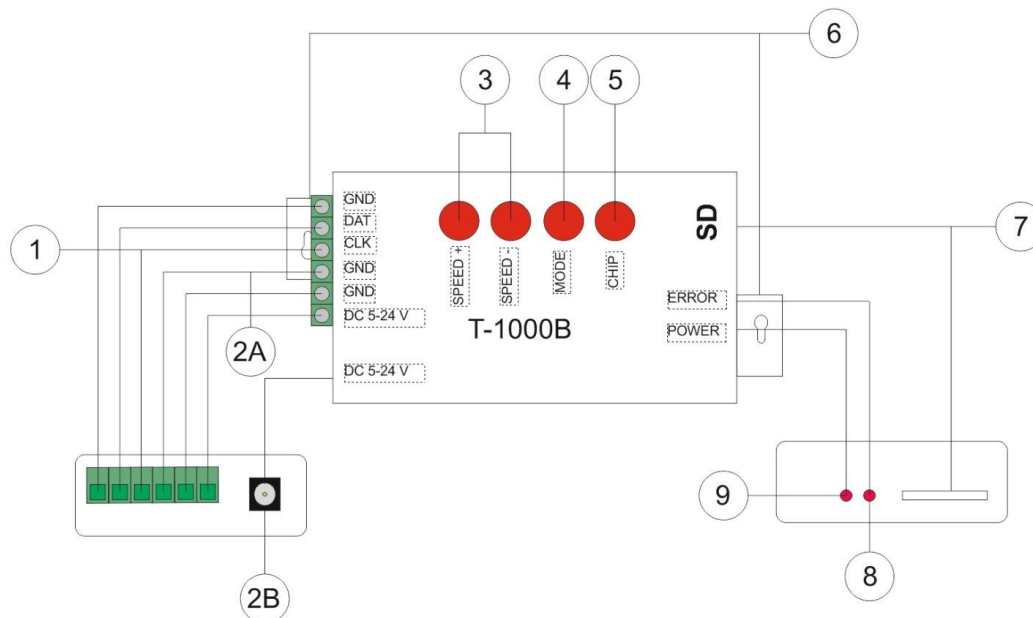 6
3
4
5
GND
DAT
CLK
GND
GND
DC 5-24 V
DC 5-24 V
SPEED +
SPEED -
MODE
CHIP
SD
T-1000B
ERROR
POWER
1
7
2A
9
8
2B